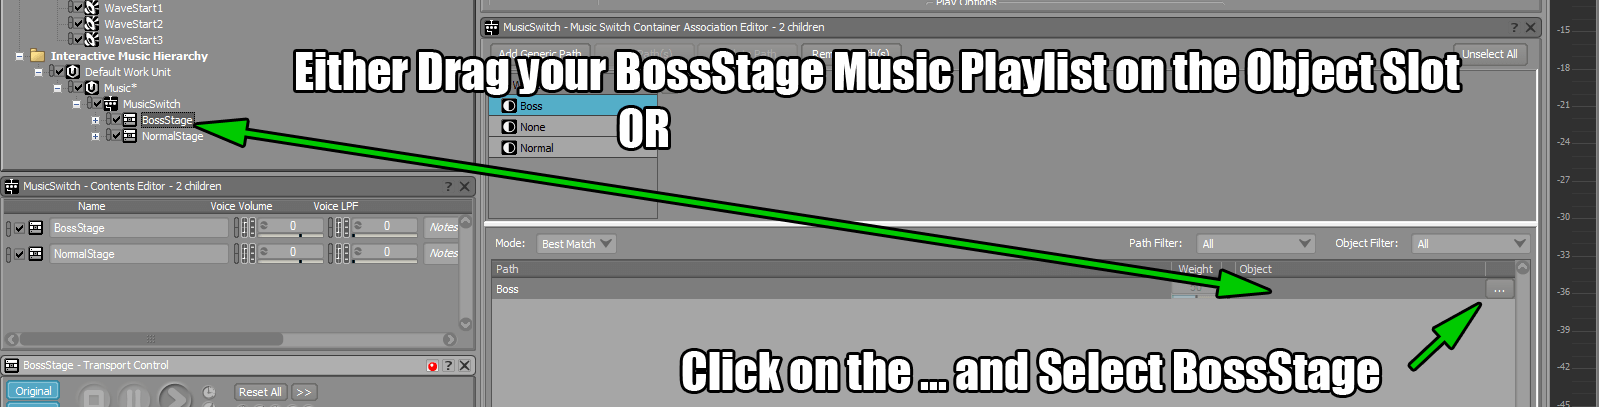 WaveStart1
WaveStart2
WaveStart3
Interactive Music Hierarchy
Default Work Unit
Music*
MusicSwitch
BossStage
NormalStage
MusicSwitch - Contents Editor - 2 children ?
Name Voice Volume Voice LPF
BossStage 0 0 Notes
NormalStage 0 0 Notes
BossStage - Transport Control ?
Original Reset All >>
Play Options
MusicSwitch - Music Switch Container Association Editor - 2 children ?
Add Generic Path Unselect All
Either Drag your BossStage Music Playlist on the Object Slot
Boss
OR
None
Normal
Mode: Best Match Path Filter: All Object Filter: All
Path Weight Object
Boss ...
Click on the ... and Select BossStage
-15
-18
-21
-24
-27
-30
-33
-36
-39
-42
-45